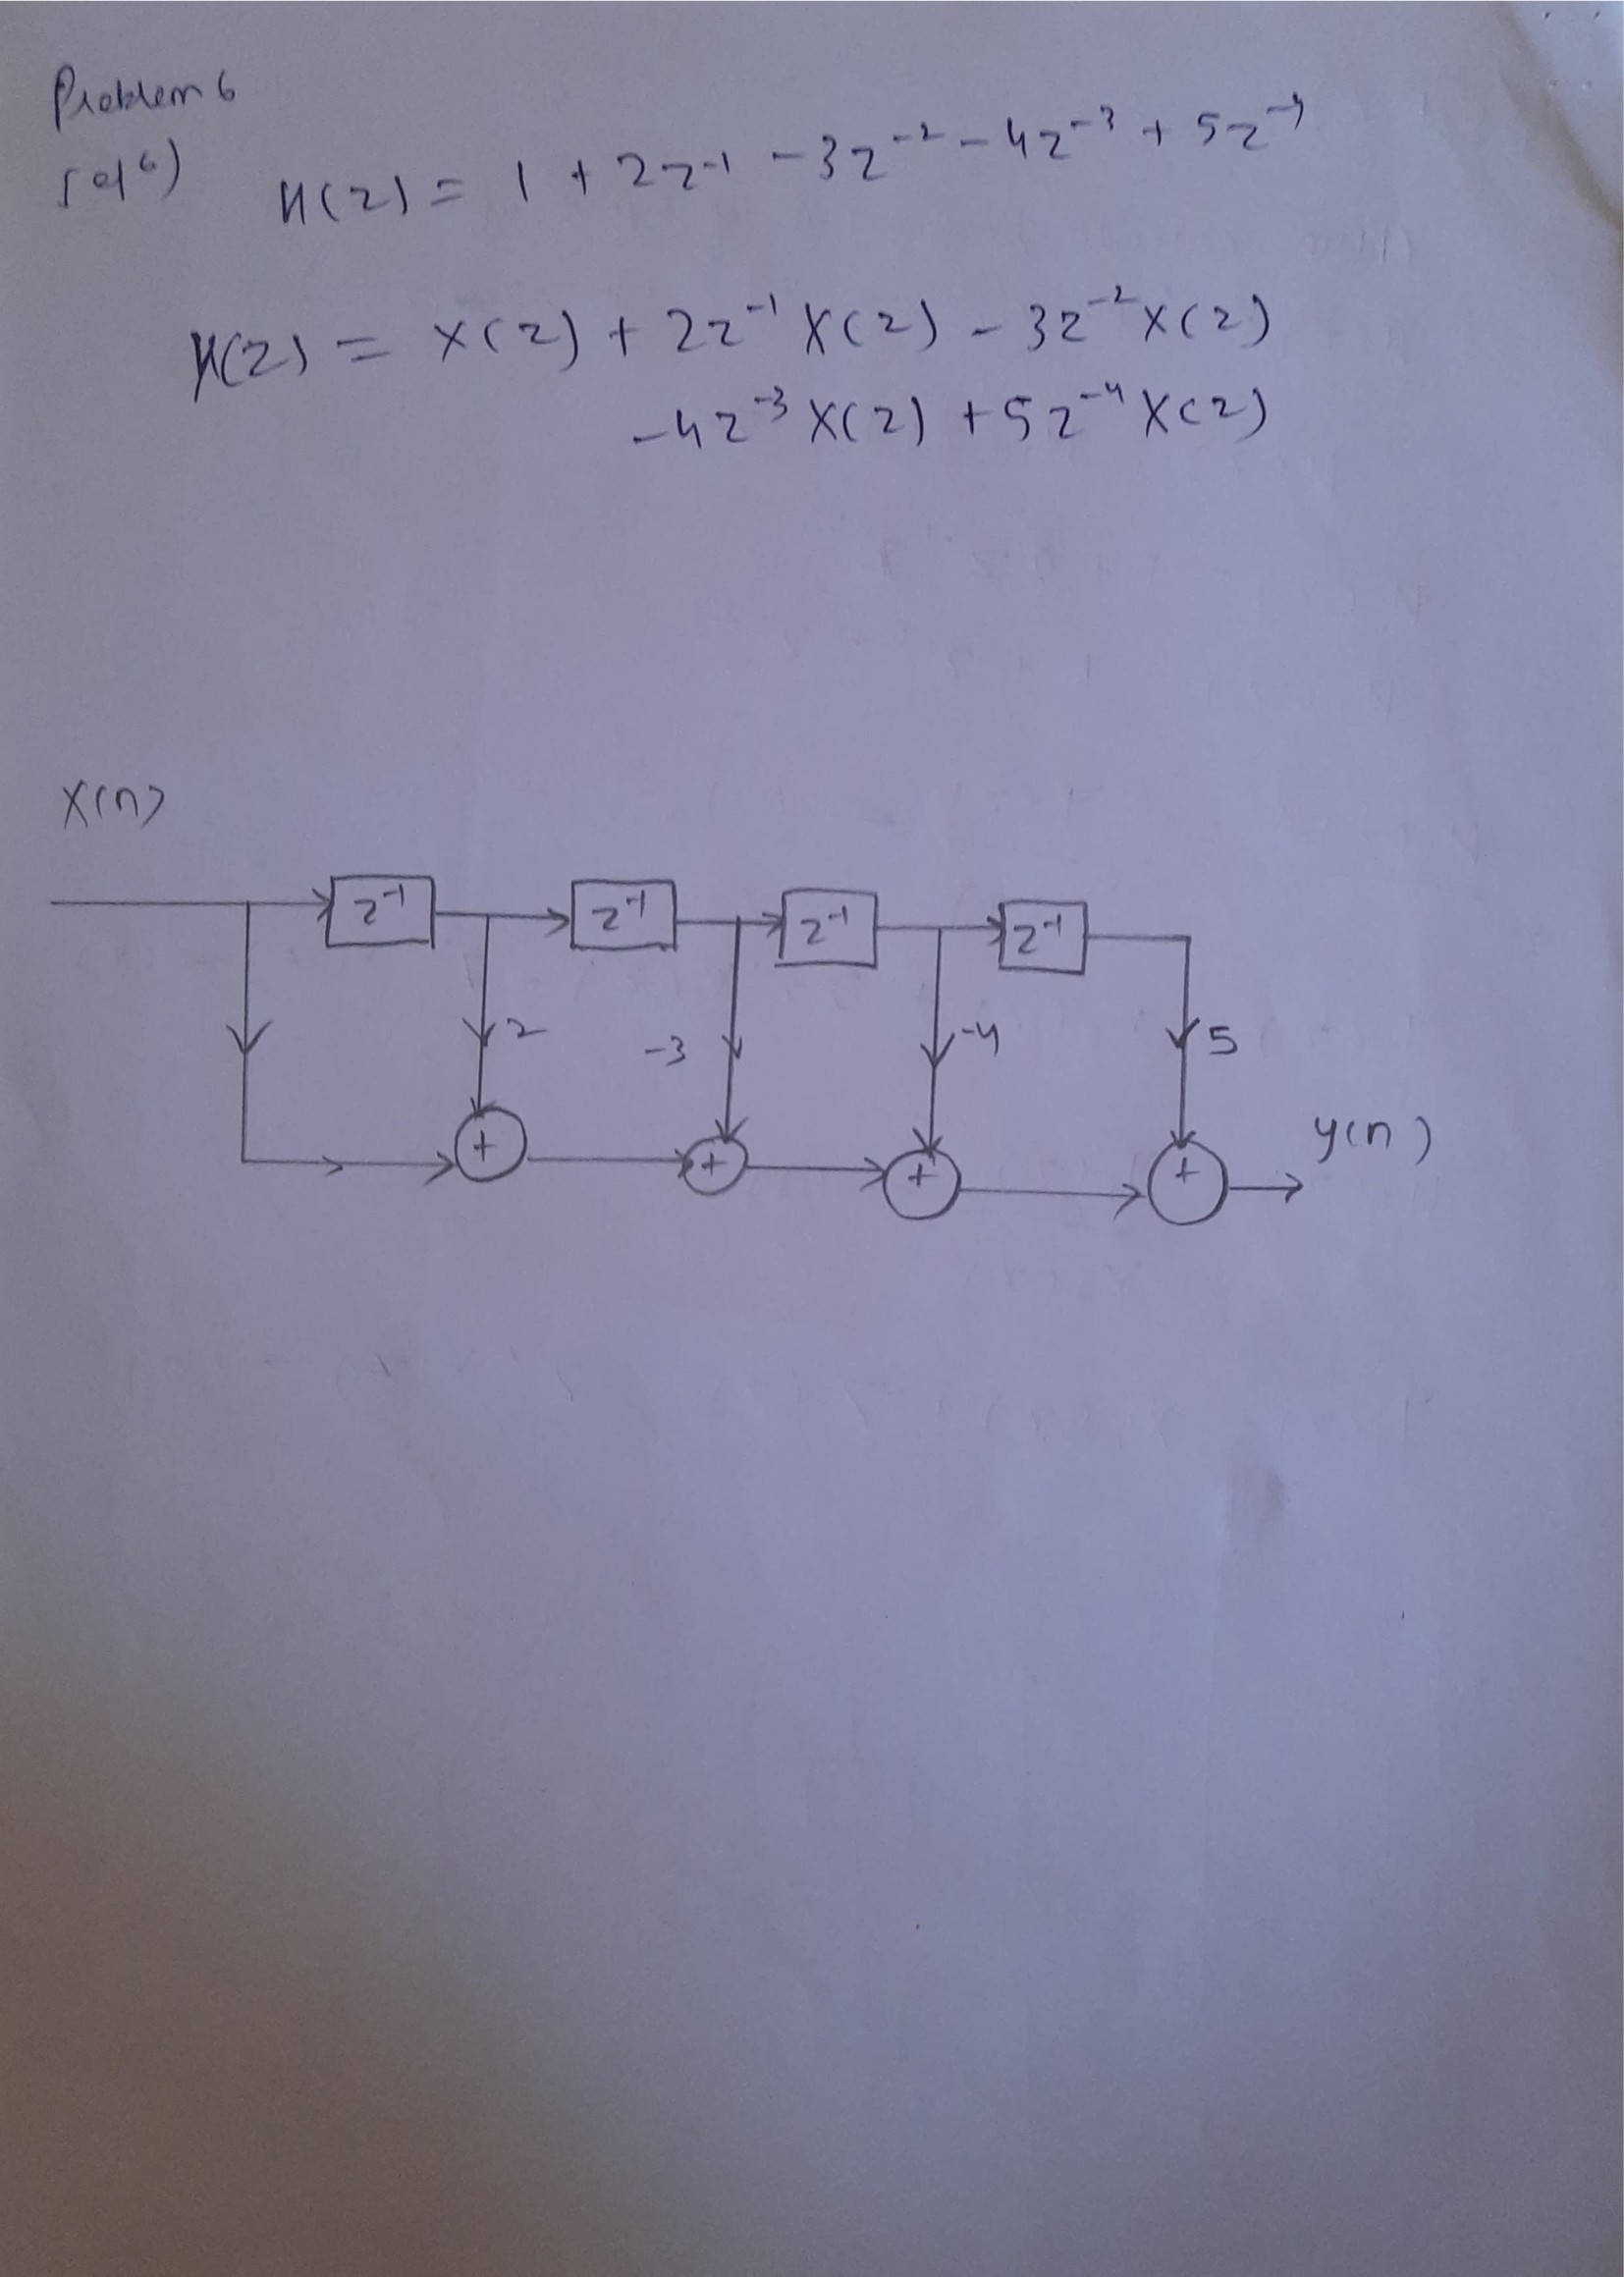 Problem 6
sol6) H(z) = 1 + 2z⁻¹ - 3z⁻² - 4z⁻³ + 5z⁻⁴
Y(z) = X(z) + 2z⁻¹ X(z) - 3z⁻² X(z)
-4z⁻³ X(z) + 5z⁻⁴ X(z)
X(n)
z⁻¹ z⁻¹ z⁻¹ z⁻¹
2 -3 -4 5
+ + + + y(n)